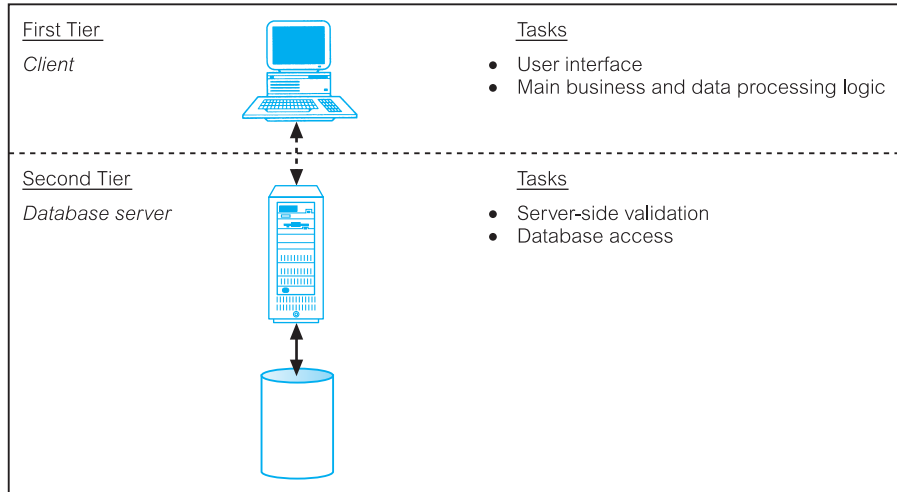 First Tier
Client
Tasks
● User interface
● Main business and data processing logic
Second Tier
Database server
Tasks
● Server-side validation
● Database access